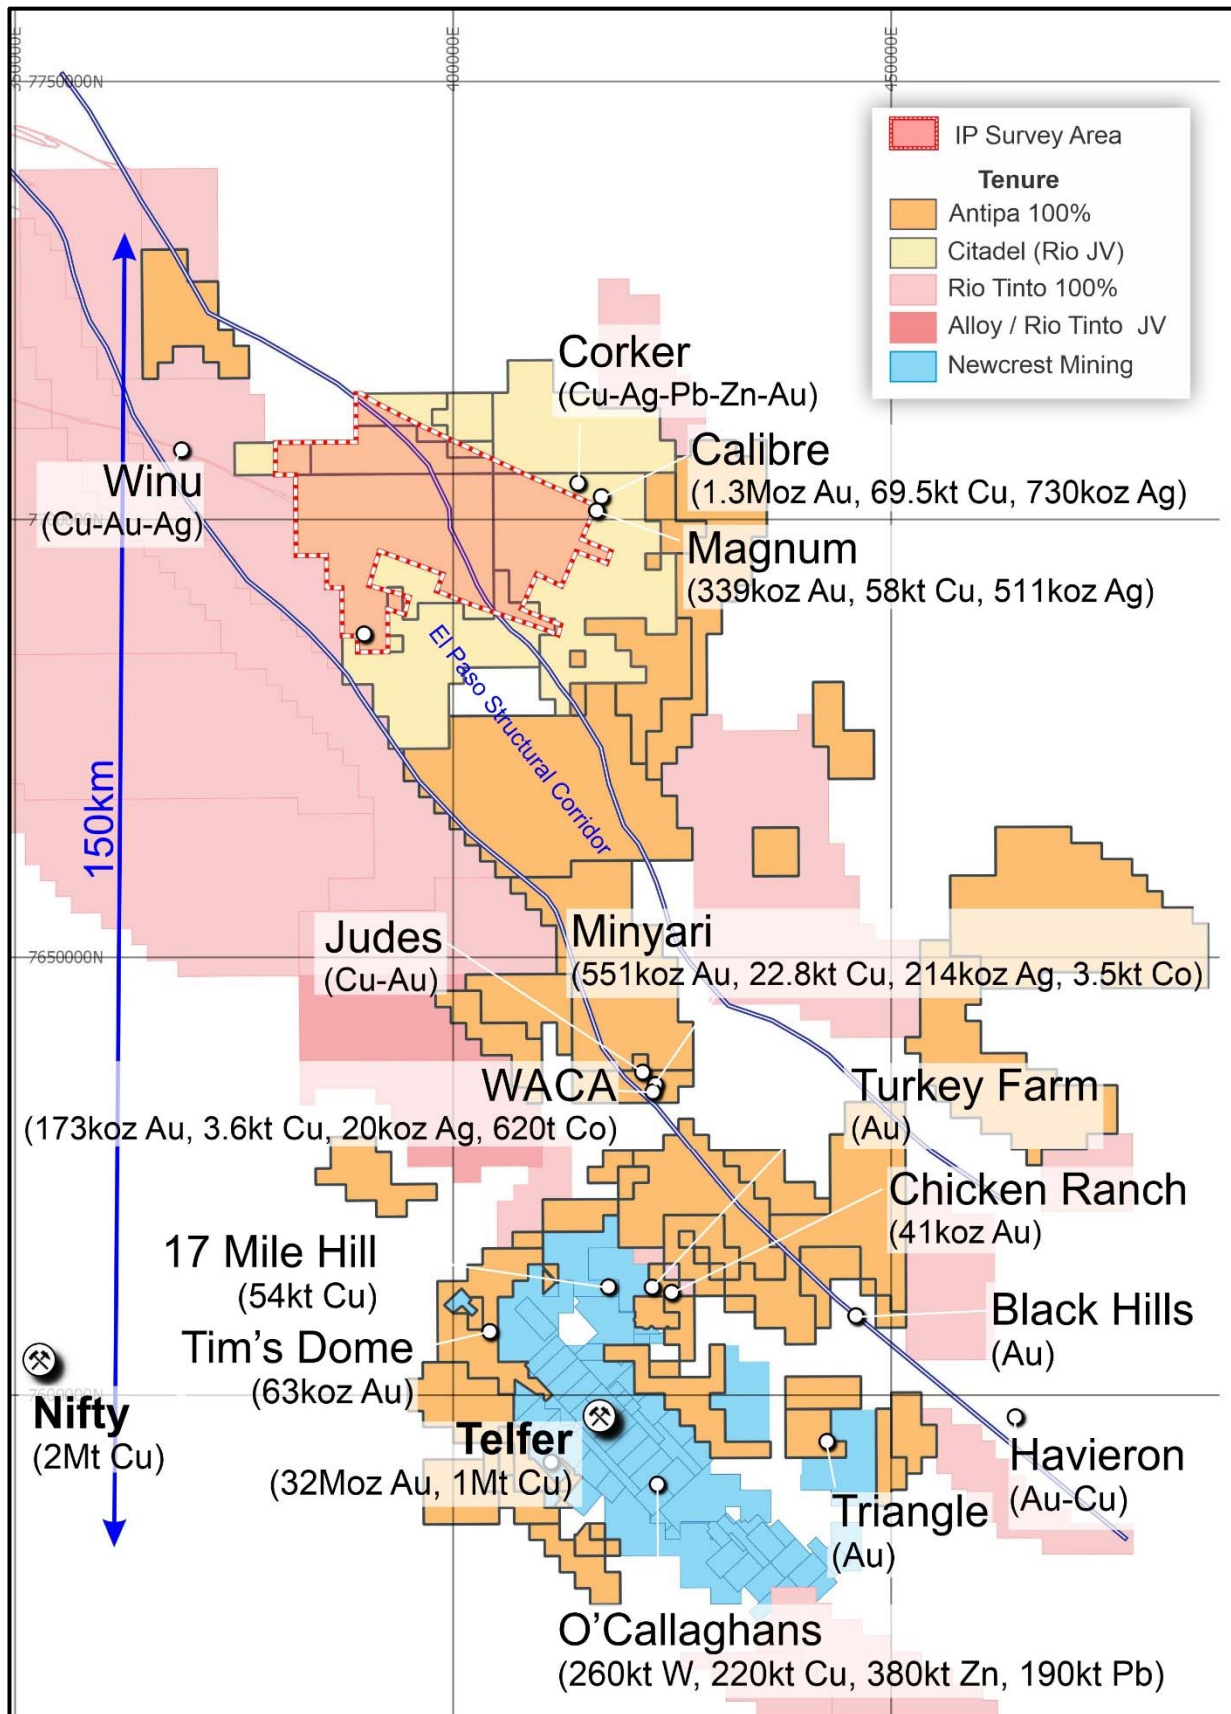 400000E
450000E
7750000N
IP Survey Area
Tenure
Antipa 100%
Citadel (Rio JV)
Rio Tinto 100%
Alloy / Rio Tinto JV
Newcrest Mining
Corker
(Cu-Ag-Pb-Zn-Au)
Calibre
(1.3Moz Au, 69.5kt Cu, 730koz Ag)
Winu
(Cu-Au-Ag)
Magnum
(339koz Au, 58kt Cu, 511koz Ag)
El Paso Structural Corridor
150km
Judes
(Cu-Au)
Minyari
(551koz Au, 22.8kt Cu, 214koz Ag, 3.5kt Co)
7650000N
WACA
(173koz Au, 3.6kt Cu, 20koz Ag, 620t Co)
Turkey Farm
(Au)
Chicken Ranch
(41koz Au)
17 Mile Hill
(54kt Cu)
Black Hills
(Au)
Tim's Dome
(63koz Au)
7600000N
Nifty
(2Mt Cu)
Telfer
(32Moz Au, 1Mt Cu)
Havieron
(Au-Cu)
Triangle
(Au)
O'Callaghans
(260kt W, 220kt Cu, 380kt Zn, 190kt Pb)